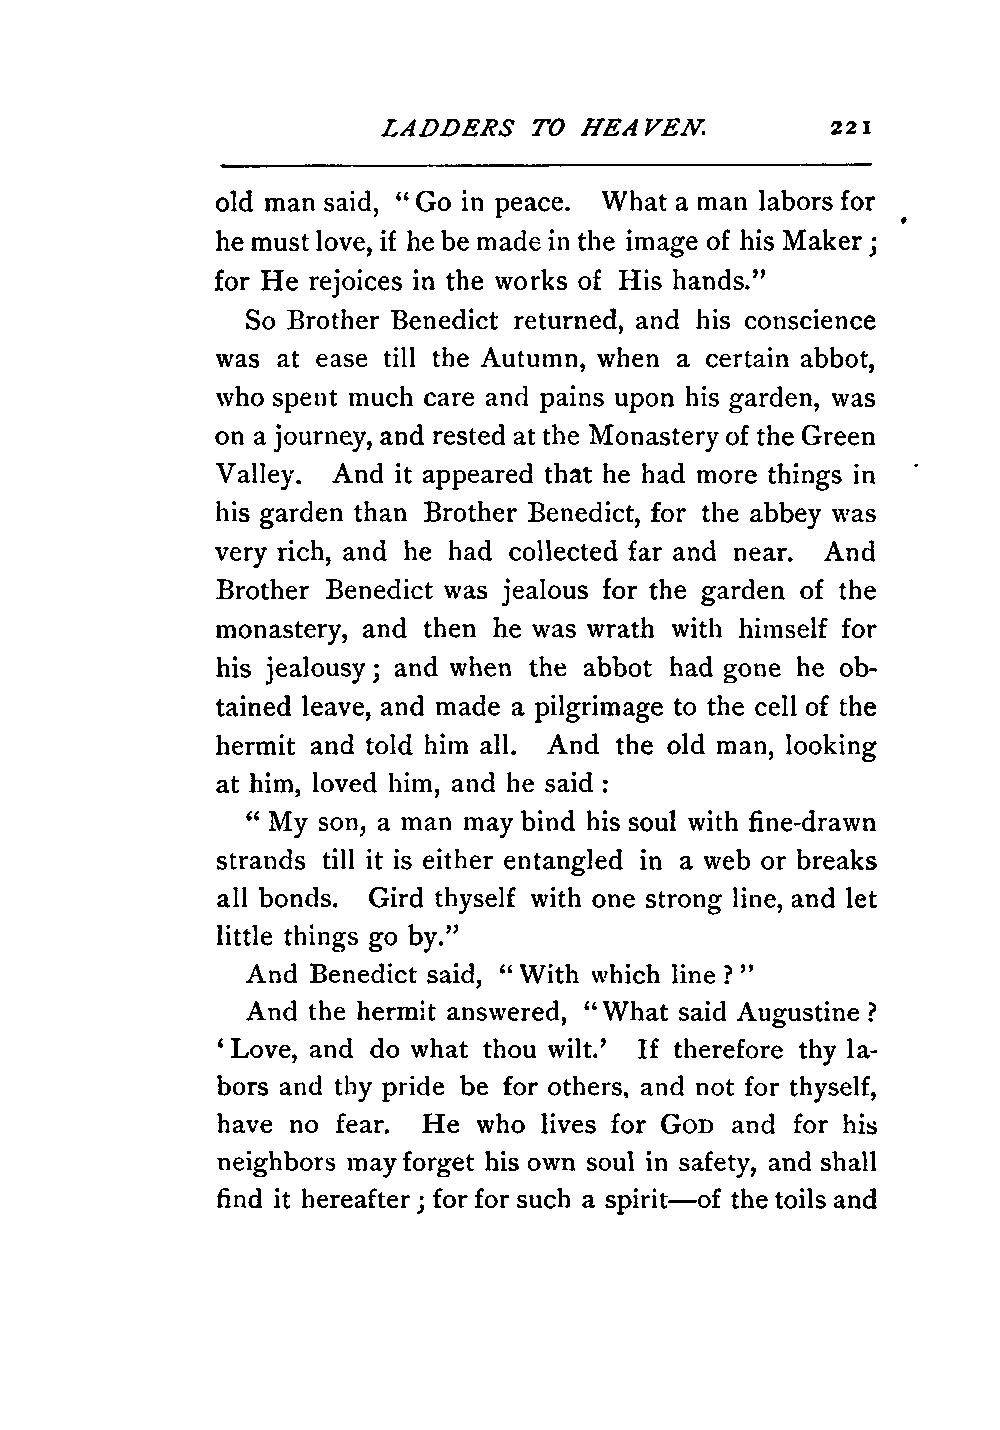 LADDERS TO HEAVEN. 221
old man said, “Go in peace. What a man labors for
he must love, if he be made in the image of his Maker;
for He rejoices in the works of His hands.”
So Brother Benedict returned, and his conscience
was at ease till the Autumn, when a certain abbot,
who spent much care and pains upon his garden, was
on a journey, and rested at the Monastery of the Green
Valley. And it appeared that he had more things in
his garden than Brother Benedict, for the abbey was
very rich, and he had collected far and near. And
Brother Benedict was jealous for the garden of the
monastery, and then he was wrath with himself for
his jealousy; and when the abbot had gone he ob-
tained leave, and made a pilgrimage to the cell of the
hermit and told him all. And the old man, looking
at him, loved him, and he said:
“My son, a man may bind his soul with fine-drawn
strands till it is either entangled in a web or breaks
all bonds. Gird thyself with one strong line, and let
little things go by.”
And Benedict said, “With which line?”
And the hermit answered, “What said Augustine?
‘Love, and do what thou wilt.’ If therefore thy la-
bors and thy pride be for others, and not for thyself,
have no fear. He who lives for GOD and for his
neighbors may forget his own soul in safety, and shall
find it hereafter; for for such a spirit—of the toils and